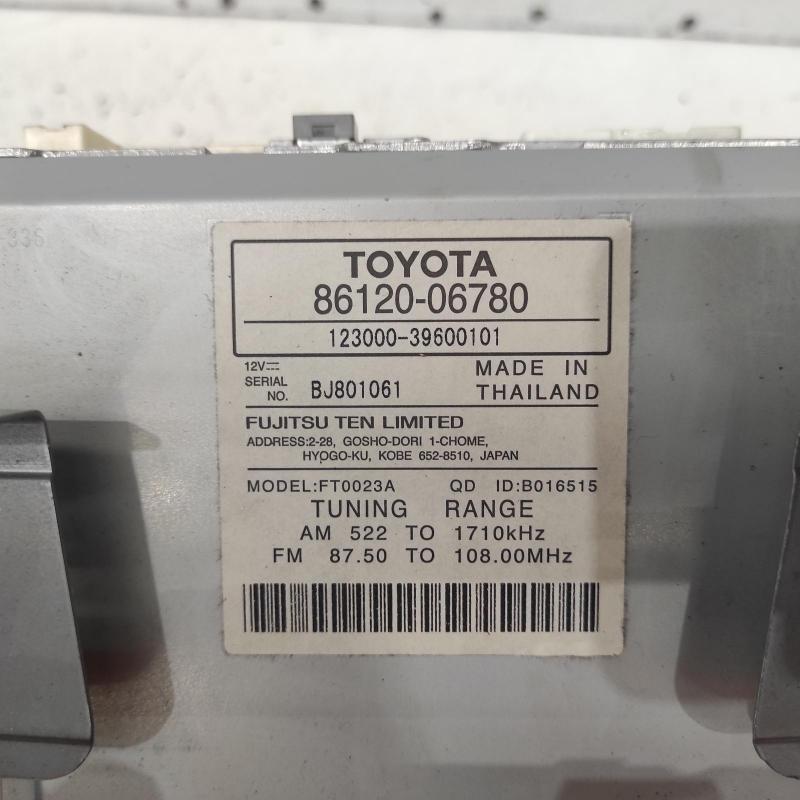 336
TOYOTA
86120-06780
123000-39600101
12V⎓
SERIAL NO. BJ801061
MADE IN THAILAND
FUJITSU TEN LIMITED
ADDRESS:2-28, GOSHO-DORI 1-CHOME,
HYOGO-KU, KOBE 652-8510, JAPAN
MODEL:FT0023A QD ID:B016515
TUNING RANGE
AM 522 TO 1710kHz
FM 87.50 TO 108.00MHz